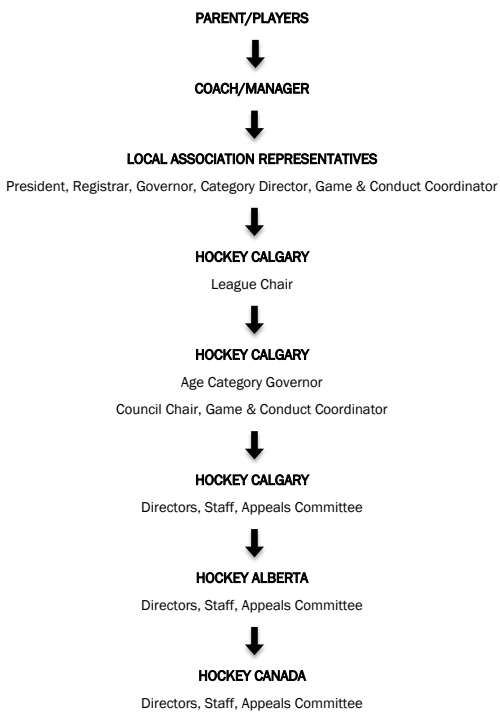 PARENT/PLAYERS
COACH/MANAGER
LOCAL ASSOCIATION REPRESENTATIVES
President, Registrar, Governor, Category Director, Game & Conduct Coordinator
HOCKEY CALGARY
League Chair
HOCKEY CALGARY
Age Category Governor
Council Chair, Game & Conduct Coordinator
HOCKEY CALGARY
Directors, Staff, Appeals Committee
HOCKEY ALBERTA
Directors, Staff, Appeals Committee
HOCKEY CANADA
Directors, Staff, Appeals Committee